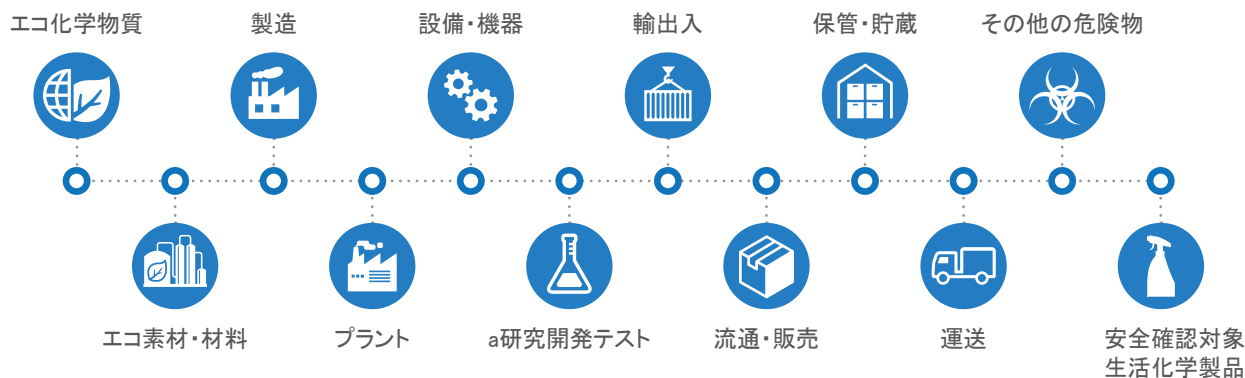 エコ化学物質
製造
設備・機器
輸出入
保管・貯蔵
その他の危険物
エコ素材・材料
プラント
a研究開発テスト
流通・販売
運送
安全確認対象
生活化学製品